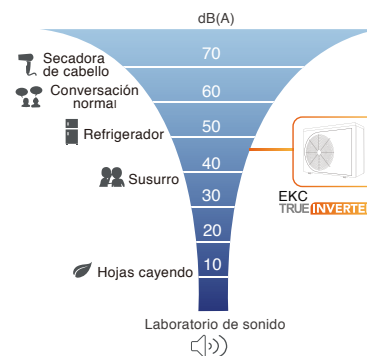 dB(A)
70
Secadora
de cabello
60
Conversación
normal
50
Refrigerador
40
Susurro
EKC
TRUE INVERTE
30
20
10
Hojas cayendo
Laboratorio de sonido